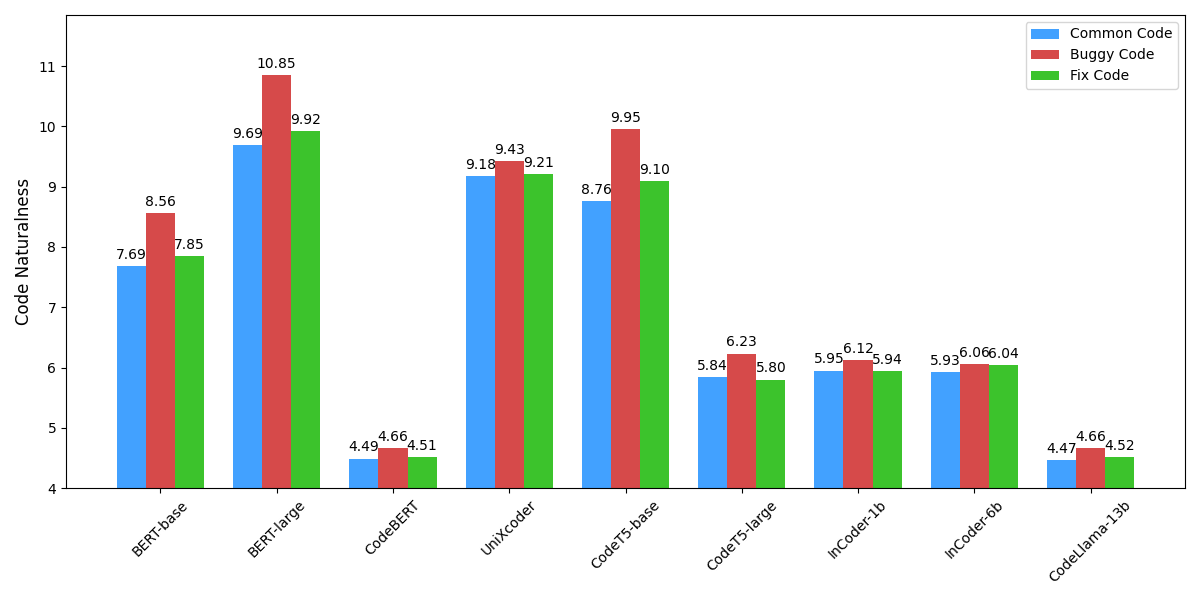 Common Code
Buggy Code
Fix Code
Code Naturalness
11
10
9
8
7
6
5
4
7.69
8.56
7.85
9.69
10.85
9.92
4.49
4.66
4.51
9.18
9.43
9.21
8.76
9.95
9.10
5.84
6.23
5.80
5.95
6.12
5.94
5.93
6.06
6.04
4.47
4.66
4.52
BERT-base
BERT-large
CodeBERT
UniXcoder
CodeT5-base
CodeT5-large
InCoder-1b
InCoder-6b
CodeLlama-13b